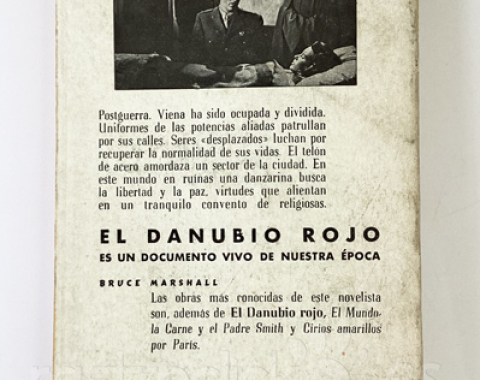 Postguerra. Viena ha sido ocupada y dividida.
Uniformes de las potencias aliadas patrullan
por sus calles. Seres «desplazados» luchan por
recuperar la normalidad de sus vidas. El telón
de acero amordaza un sector de la ciudad. En
este mundo en ruinas una danzarina busca
la libertad y la paz, virtudes que alientan
en un tranquilo convento de religiosas.
EL DANUBIO ROJO
ES UN DOCUMENTO VIVO DE NUESTRA ÉPOCA
BRUCE MARSHALL
Las obras más conocidas de este novelista
son, además de El Danubio rojo, El Mundo,
la Carne y el Padre Smith y Cirios amarillos
por París.